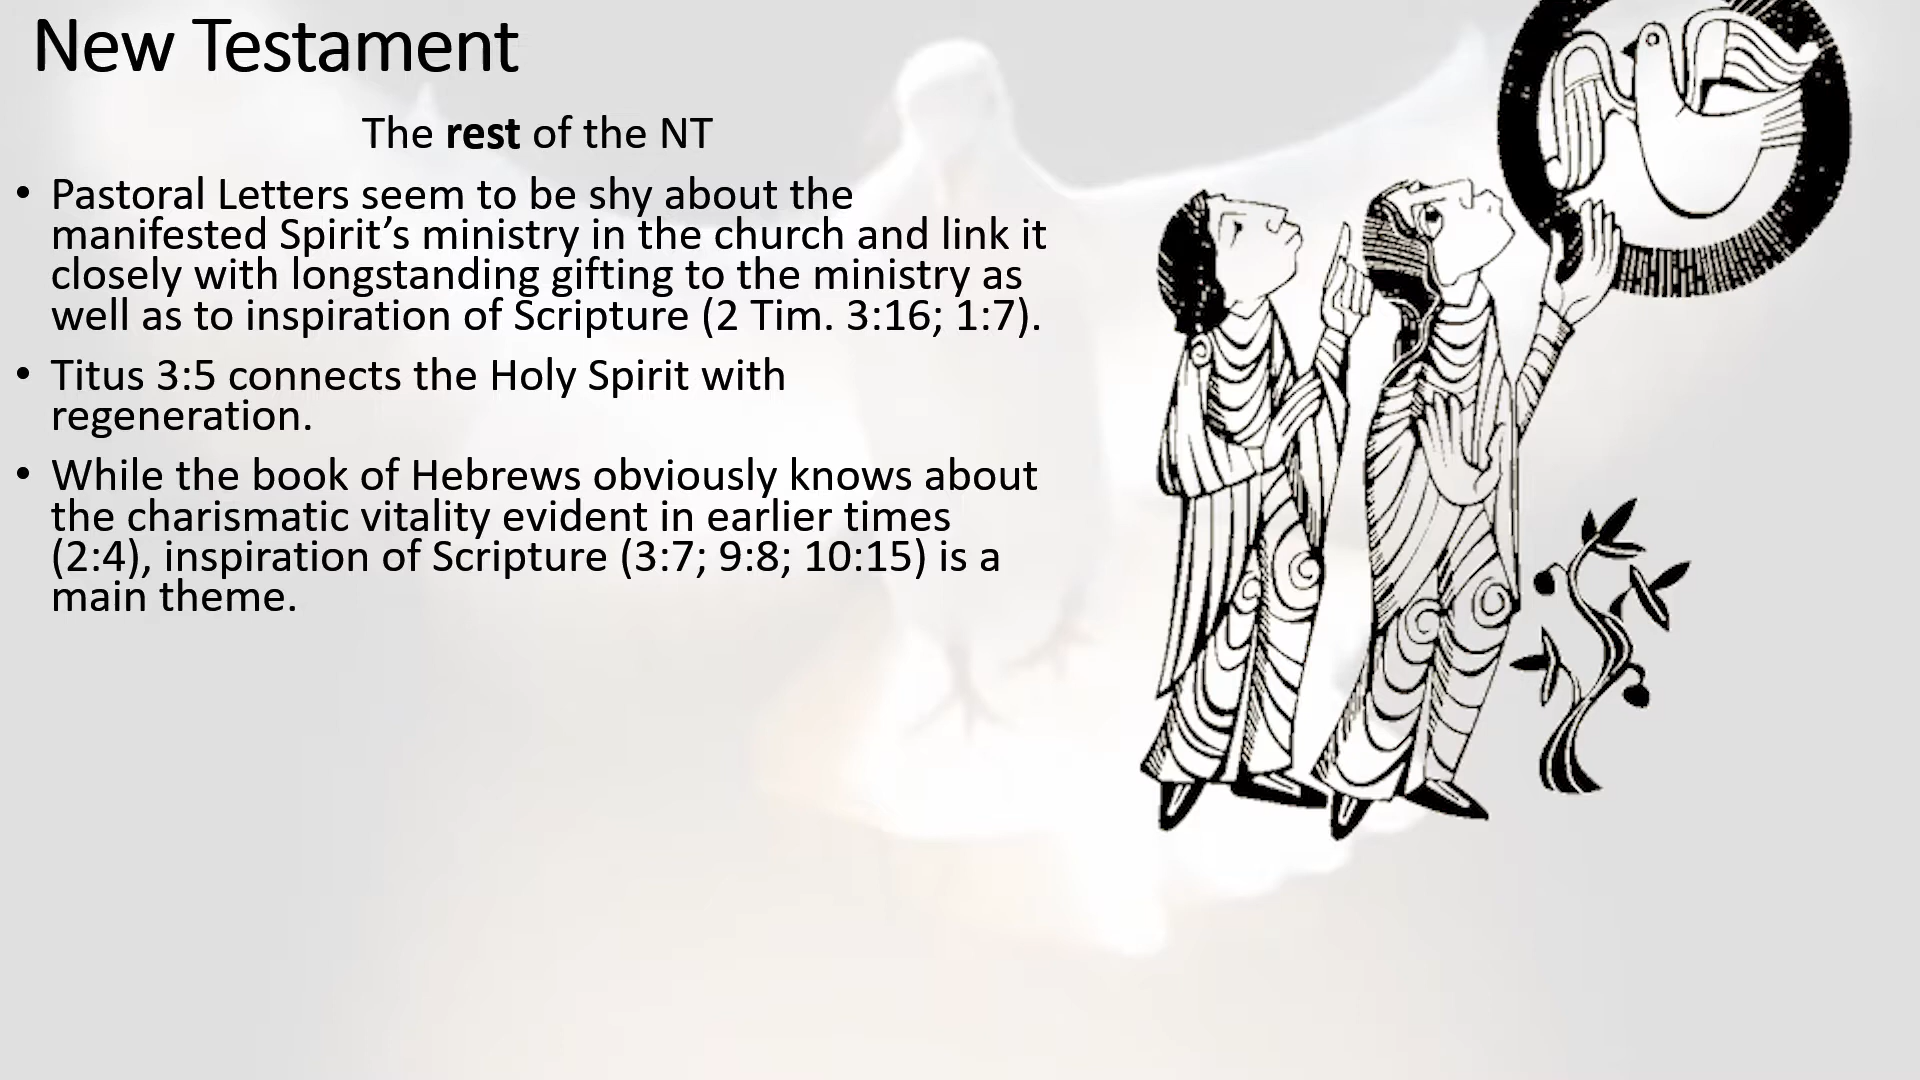 New Testament
The rest of the NT
• Pastoral Letters seem to be shy about the
manifested Spirit’s ministry in the church and link it
closely with longstanding gifting to the ministry as
well as to inspiration of Scripture (2 Tim. 3:16; 1:7).
• Titus 3:5 connects the Holy Spirit with
regeneration.
• While the book of Hebrews obviously knows about
the charismatic vitality evident in earlier times
(2:4), inspiration of Scripture (3:7; 9:8; 10:15) is a
main theme.